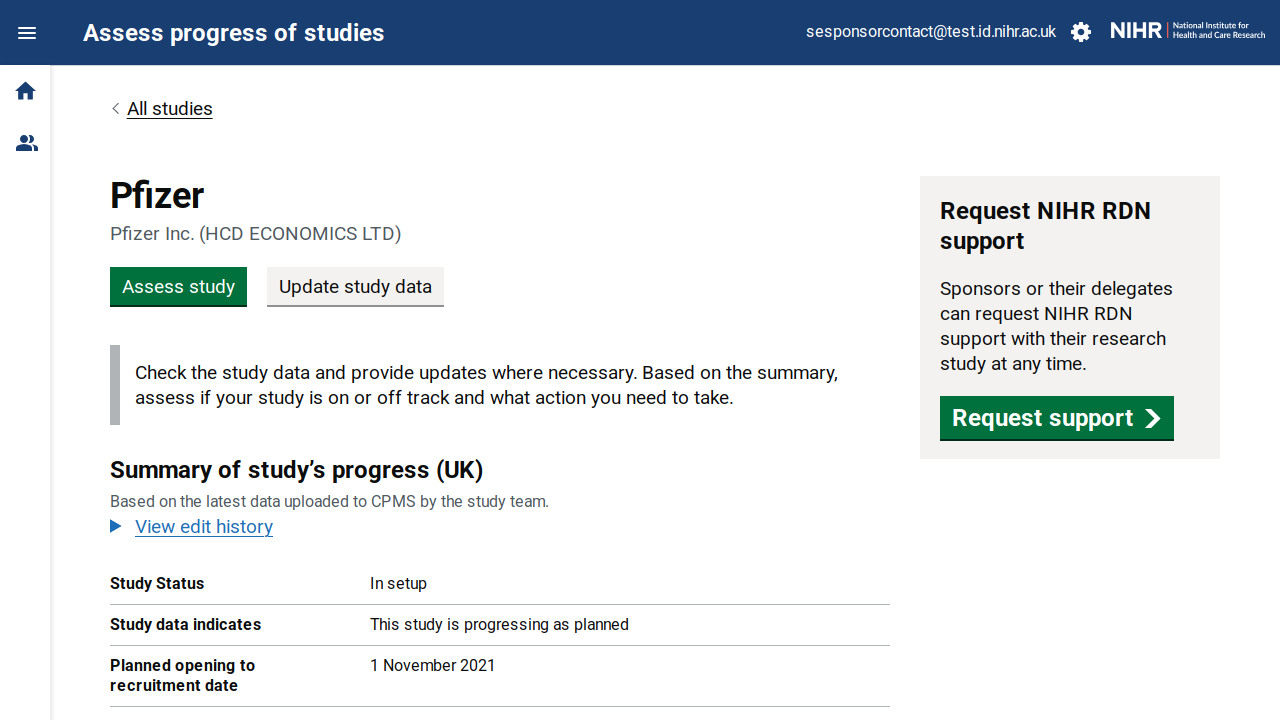 Assess progress of studies
sesponsorcontact@test.id.nihr.ac.uk
NIHR
National Institute for
Health and Care Research
All studies
Pfizer
Pfizer Inc. (HCD ECONOMICS LTD)
Assess study
Update study data
Check the study data and provide updates where necessary. Based on the summary,
assess if your study is on or off track and what action you need to take.
Summary of study’s progress (UK)
Based on the latest data uploaded to CPMS by the study team.
View edit history
Study Status In setup
Study data indicates This study is progressing as planned
Planned opening to 1 November 2021
recruitment date
Request NIHR RDN
support
Sponsors or their delegates
can request NIHR RDN
support with their research
study at any time.
Request support